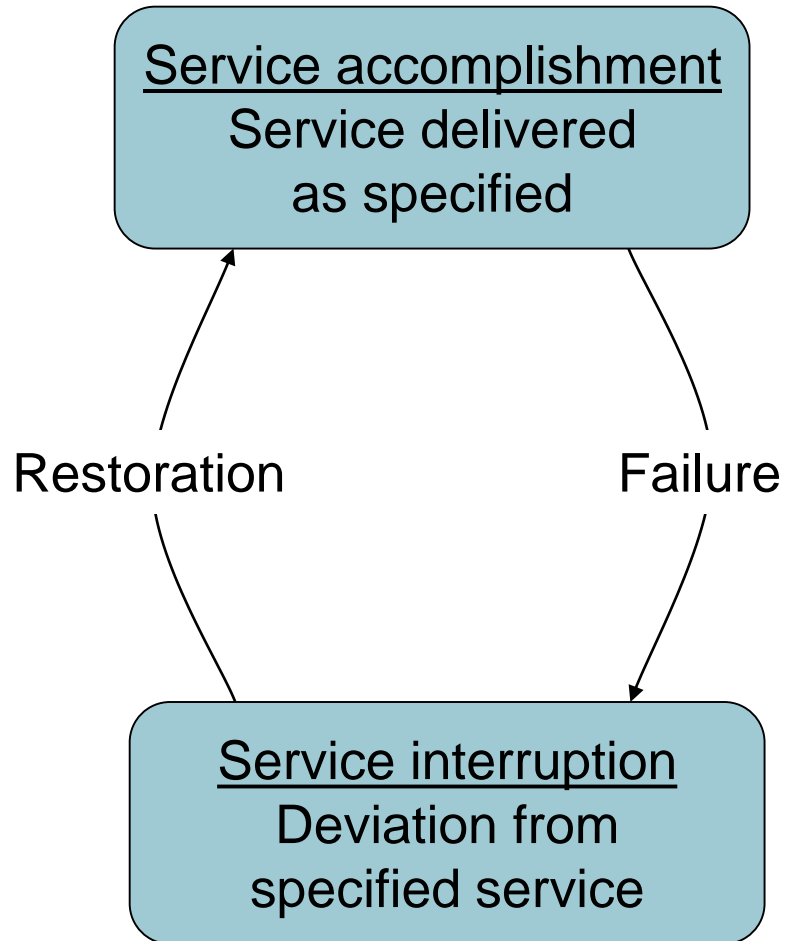 Service accomplishment
Service delivered
as specified
Restoration
Failure
Service interruption
Deviation from
specified service